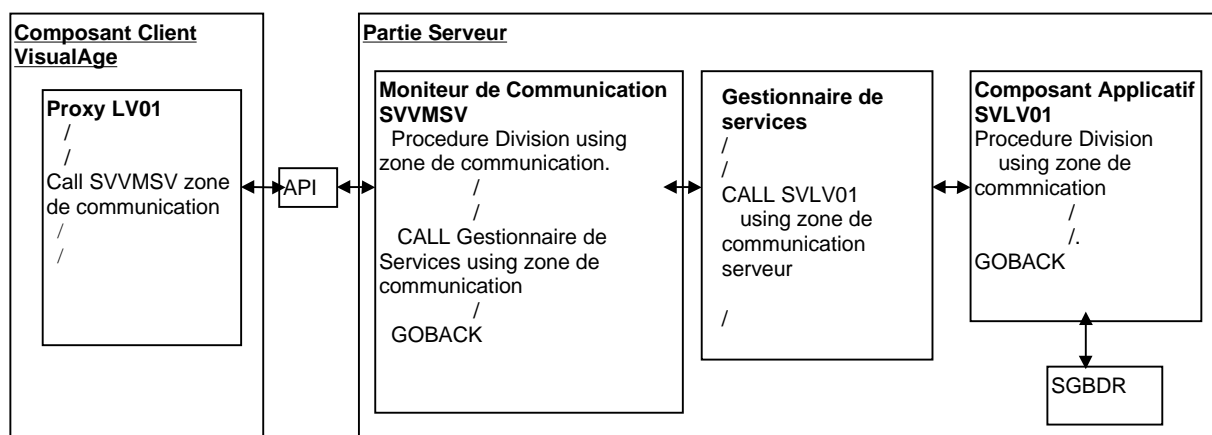 Composant Client
VisualAge
Proxy LV01
/
/
Call SVVMSV zone
de communication
/
/
API
Partie Serveur
Moniteur de Communication
SVVMSV
Procedure Division using
zone de communication.
/
/
CALL Gestionnaire de
Services using zone de
communication
/
GOBACK
Gestionnaire de
services
/
/
CALL SVLV01
using zone de
communication
serveur
/
Composant Applicatif
SVLV01
Procedure Division
using zone de
commnication
/
/.
GOBACK
SGBDR